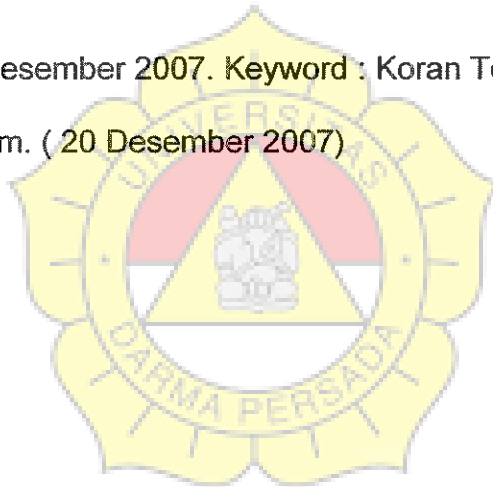 esember 2007. Keyword : Koran Te
m. ( 20 Desember 2007)
UNIVERSITAS
DARMA PERSADA